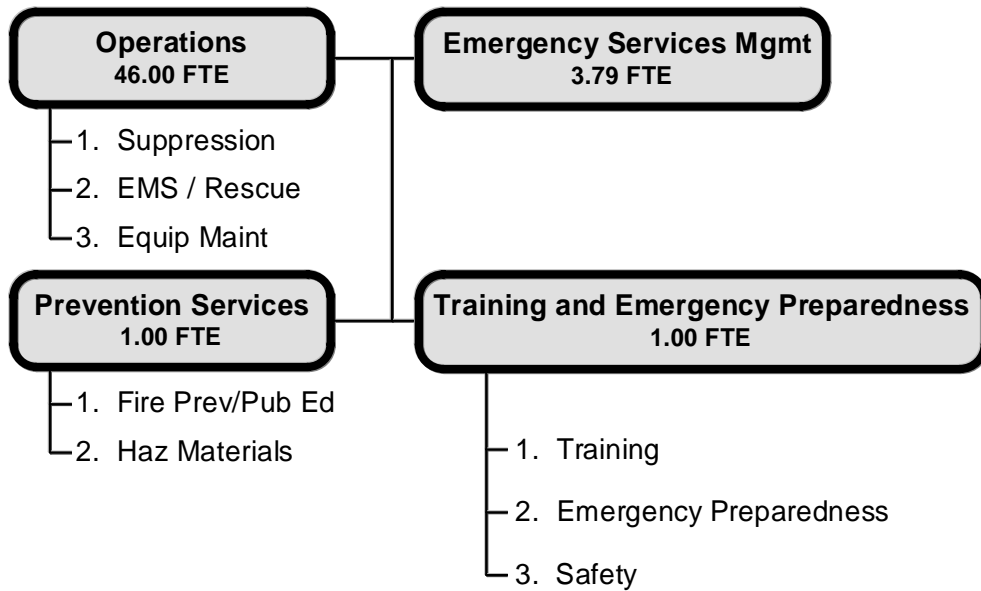 Operations
46.00 FTE
1. Suppression
2. EMS / Rescue
3. Equip Maint
Emergency Services Mgmt
3.79 FTE
Prevention Services
1.00 FTE
1. Fire Prev/Pub Ed
2. Haz Materials
Training and Emergency Preparedness
1.00 FTE
1. Training
2. Emergency Preparedness
3. Safety